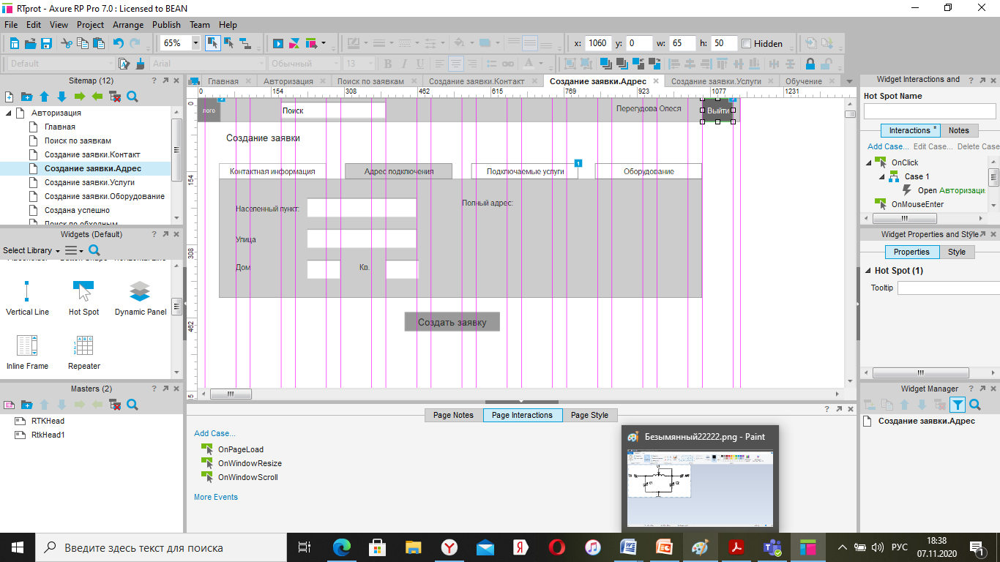 RTprot - Axure RP Pro 7.0 : Licensed to BEAN
File Edit View Project Arrange Publish Team Help
65% x: 1060 y: 0 w: 65 h: 50 Hidden
Default Arial Обычный 13 B I U A
Sitemap (12)
Авторизация
Главная
Поиск по заявкам
Создание заявки.Контакт
Создание заявки.Адрес
Создание заявки.Услуги
Создание заявки.Оборудование
Создана успешно
Поиск по обходным
Widgets (Default)
Select Library
Vertical Line Hot Spot Dynamic Panel
Inline Frame Repeater
Masters (2)
RTKHead
RtkHead1
Главная Авторизация Поиск по заявкам Создание заявки.Контакт Создание заявки.Адрес Создание заявки.Услуги Обучение
0 154 308 462 615 769 923 1077 1231
0
154
308
462
лого Поиск Перегудова Олеся Выйти
Создание заявки
Контактная информация Адрес подключения Подключаемые услуги 1 Оборудование
Населенный пункт: Полный адрес:
Улица
Дом Кв.
Создать заявку
Page Notes Page Interactions Page Style
Add Case...
OnPageLoad
OnWindowResize
OnWindowScroll
More Events
Безымянный22222.png - Paint
C1 C2
Widget Interactions and
Hot Spot Name
Interactions * Notes
Add Case... Edit Case... Delete Case
OnClick
Case 1
Open Авторизаци
OnMouseEnter
Widget Properties and Style
Properties Style
Hot Spot (1)
Tooltip
Widget Manager
Создание заявки.Адрес
Введите здесь текст для поиска
РУС
18:38
07.11.2020
1